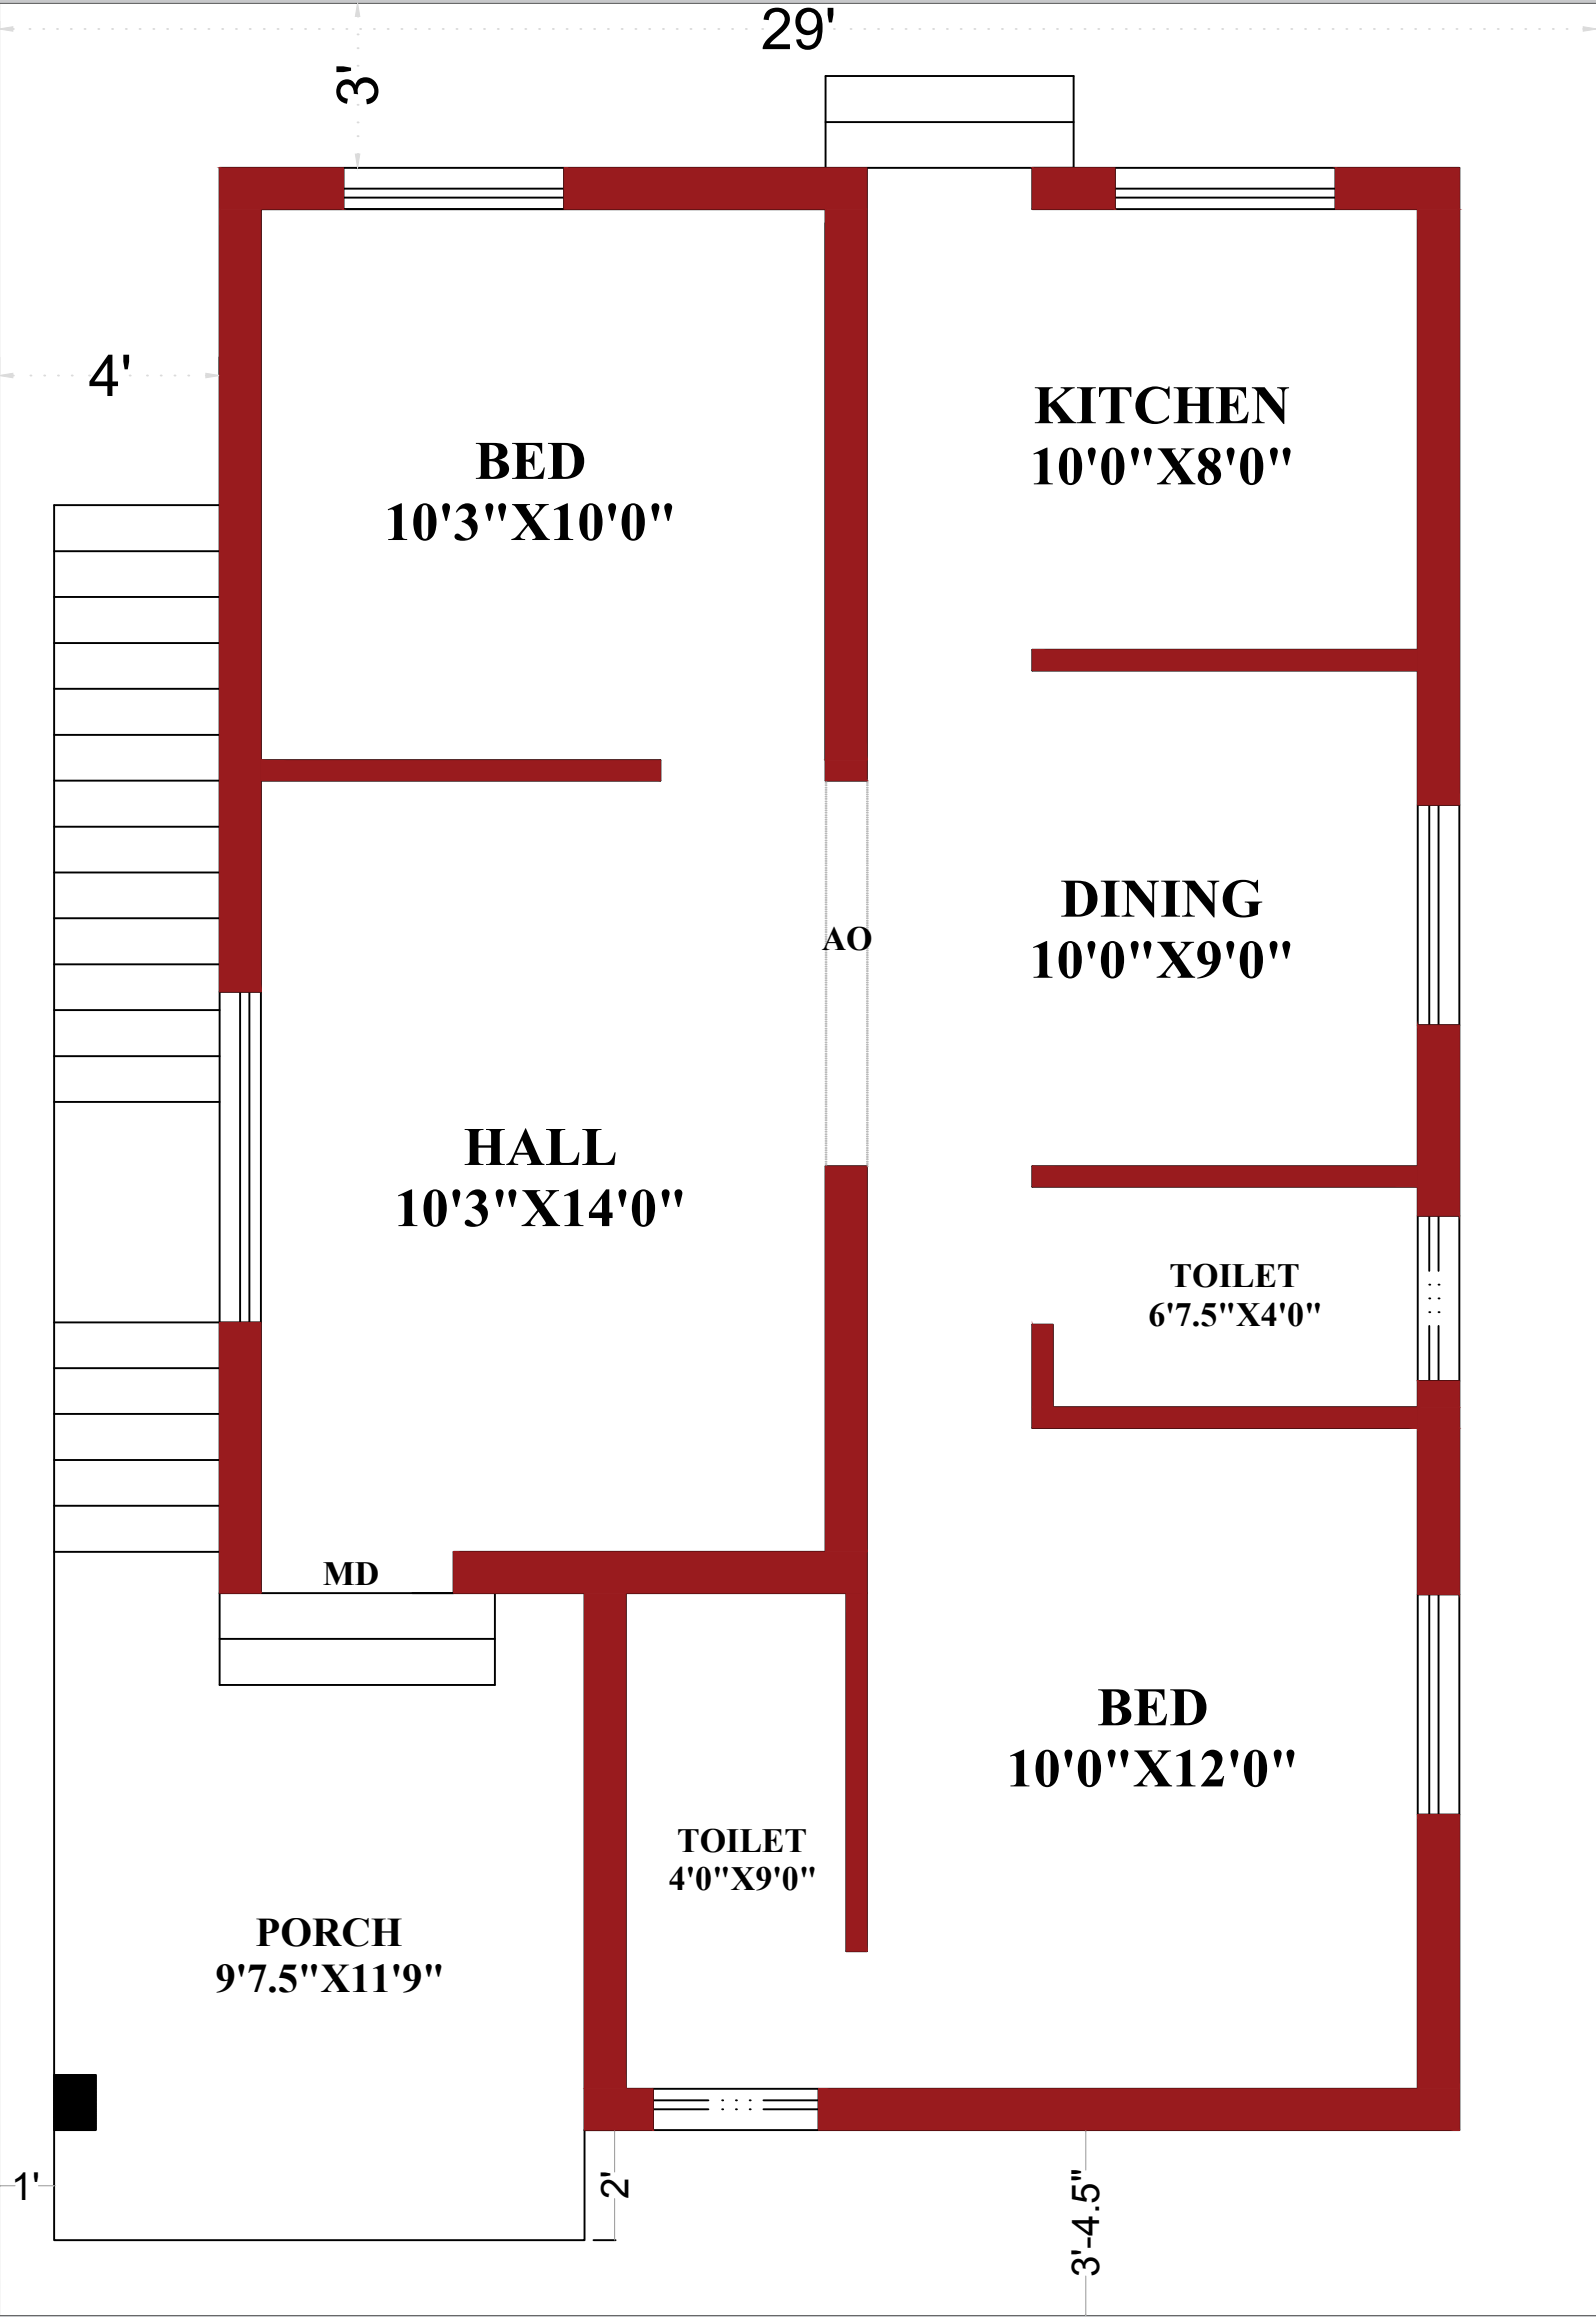 29'
3'
4'
BED
10'3"X10'0"
KITCHEN
10'0"X8'0"
DINING
10'0"X9'0"
AO
HALL
10'3"X14'0"
TOILET
6'7.5"X4'0"
MD
BED
10'0"X12'0"
TOILET
4'0"X9'0"
PORCH
9'7.5"X11'9"
1'
2'
3'-4.5"